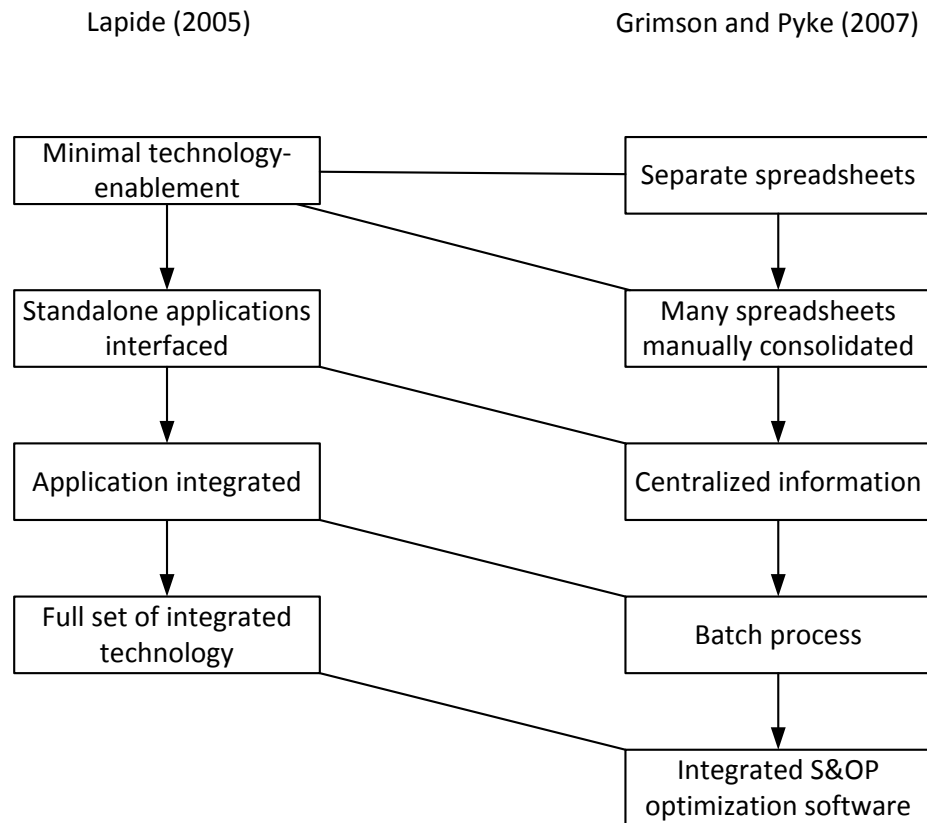 Lapide (2005)
Grimson and Pyke (2007)
Minimal technology-
enablement
Separate spreadsheets
Standalone applications
interfaced
Many spreadsheets
manually consolidated
Application integrated
Centralized information
Full set of integrated
technology
Batch process
Integrated S&OP
optimization software